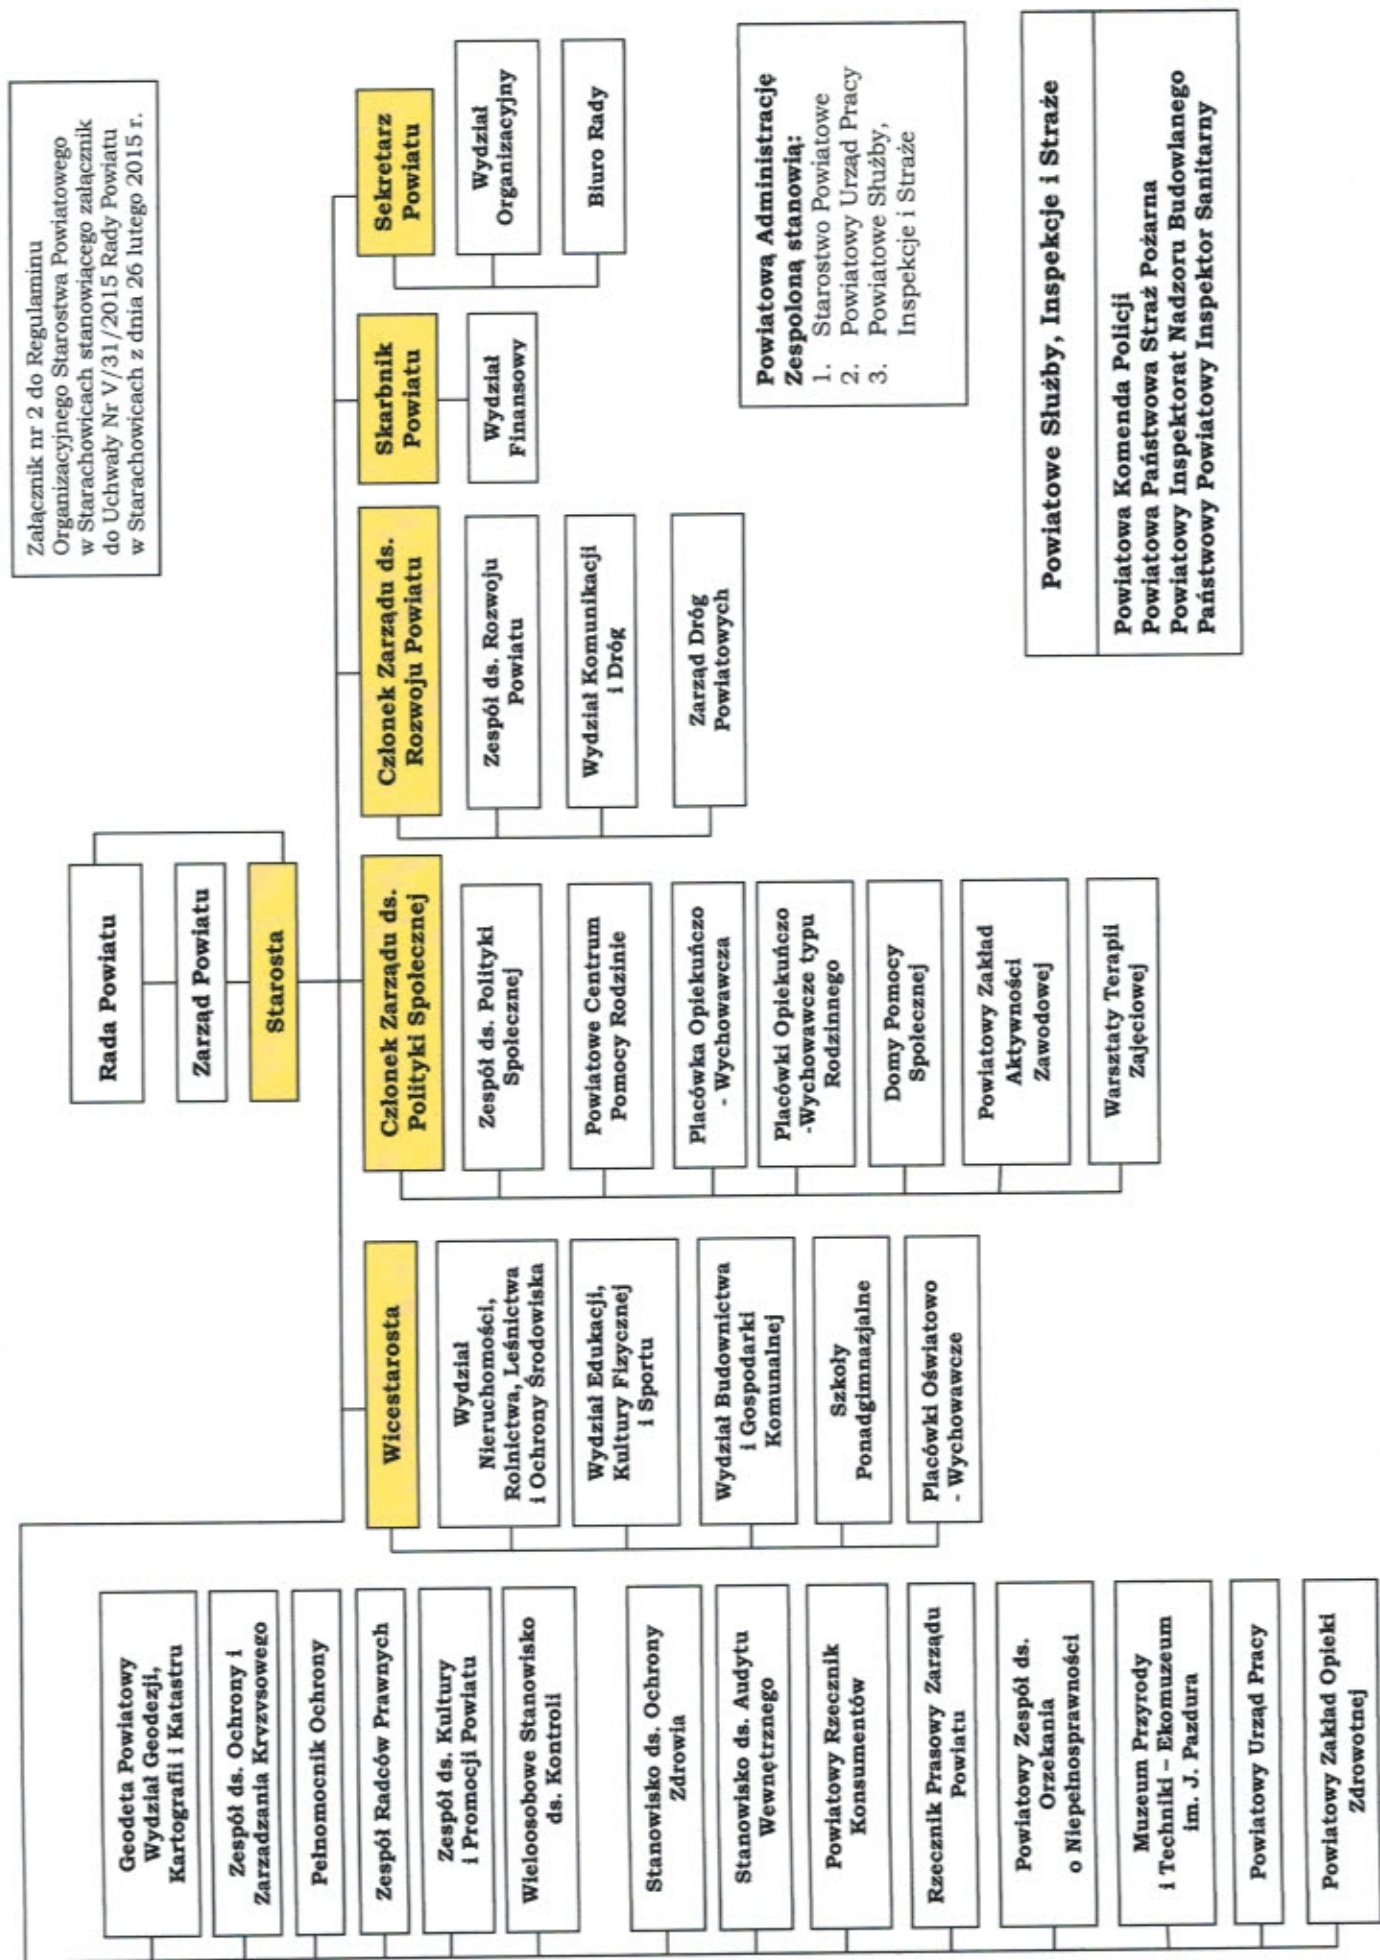 Załącznik nr 2 do Regulaminu
Organizacyjnego Starostwa Powiatowego
w Starachowicach stanowiącego załącznik
do Uchwały Nr V/31/2015 Rady Powiatu
w Starachowicach z dnia 26 lutego 2015 r.
Rada Powiatu
Zarząd Powiatu
Starosta
Geodeta Powiatowy
Wydział Geodezji,
Kartografii i Katastru
Zespół ds. Ochrony i
Zarzadzania Kryzysowego
Pełnomocnik Ochrony
Zespół Radców Prawnych
Zespół ds. Kultury
i Promocji Powiatu
Wieloosobowe Stanowisko
ds. Kontroli
Stanowisko ds. Ochrony
Zdrowia
Stanowisko ds. Audytu
Wewnętrznego
Powiatowy Rzecznik
Konsumentów
Rzecznik Prasowy Zarządu
Powiatu
Powiatowy Zespół ds.
Orzekania
o Niepełnosprawności
Muzeum Przyrody
i Techniki – Ekomuzeum
im. J. Pazdura
Powiatowy Urząd Pracy
Powiatowy Zakład Opieki
Zdrowotnej
Wicestarosta
Wydział
Nieruchomości,
Rolnictwa, Leśnictwa
i Ochrony Środowiska
Wydział Edukacji,
Kultury Fizycznej
i Sportu
Wydział Budownictwa
i Gospodarki
Komunalnej
Szkoły
Ponadgimnazjalne
Placówki Oświatowo
- Wychowawcze
Członek Zarządu ds.
Polityki Społecznej
Zespół ds. Polityki
Społecznej
Powiatowe Centrum
Pomocy Rodzinie
Placówka Opiekuńczo
- Wychowawcza
Placówki Opiekuńczo
-Wychowawcze typu
Rodzinnego
Domy Pomocy
Społecznej
Powiatowy Zakład
Aktywności
Zawodowej
Warsztaty Terapii
Zajęciowej
Członek Zarządu ds.
Rozwoju Powiatu
Zespół ds. Rozwoju
Powiatu
Wydział Komunikacji
i Dróg
Zarząd Dróg
Powiatowych
Skarbnik
Powiatu
Wydział
Finansowy
Sekretarz
Powiatu
Wydział
Organizacyjny
Biuro Rady
Powiatową Administrację
Zespoloną stanowią:
1. Starostwo Powiatowe
2. Powiatowy Urząd Pracy
3. Powiatowe Służby,
Inspekcje i Straże
Powiatowe Służby, Inspekcje i Straże
Powiatowa Komenda Policji
Powiatowa Państwowa Straż Pożarna
Powiatowy Inspektorat Nadzoru Budowlanego
Państwowy Powiatowy Inspektor Sanitarny